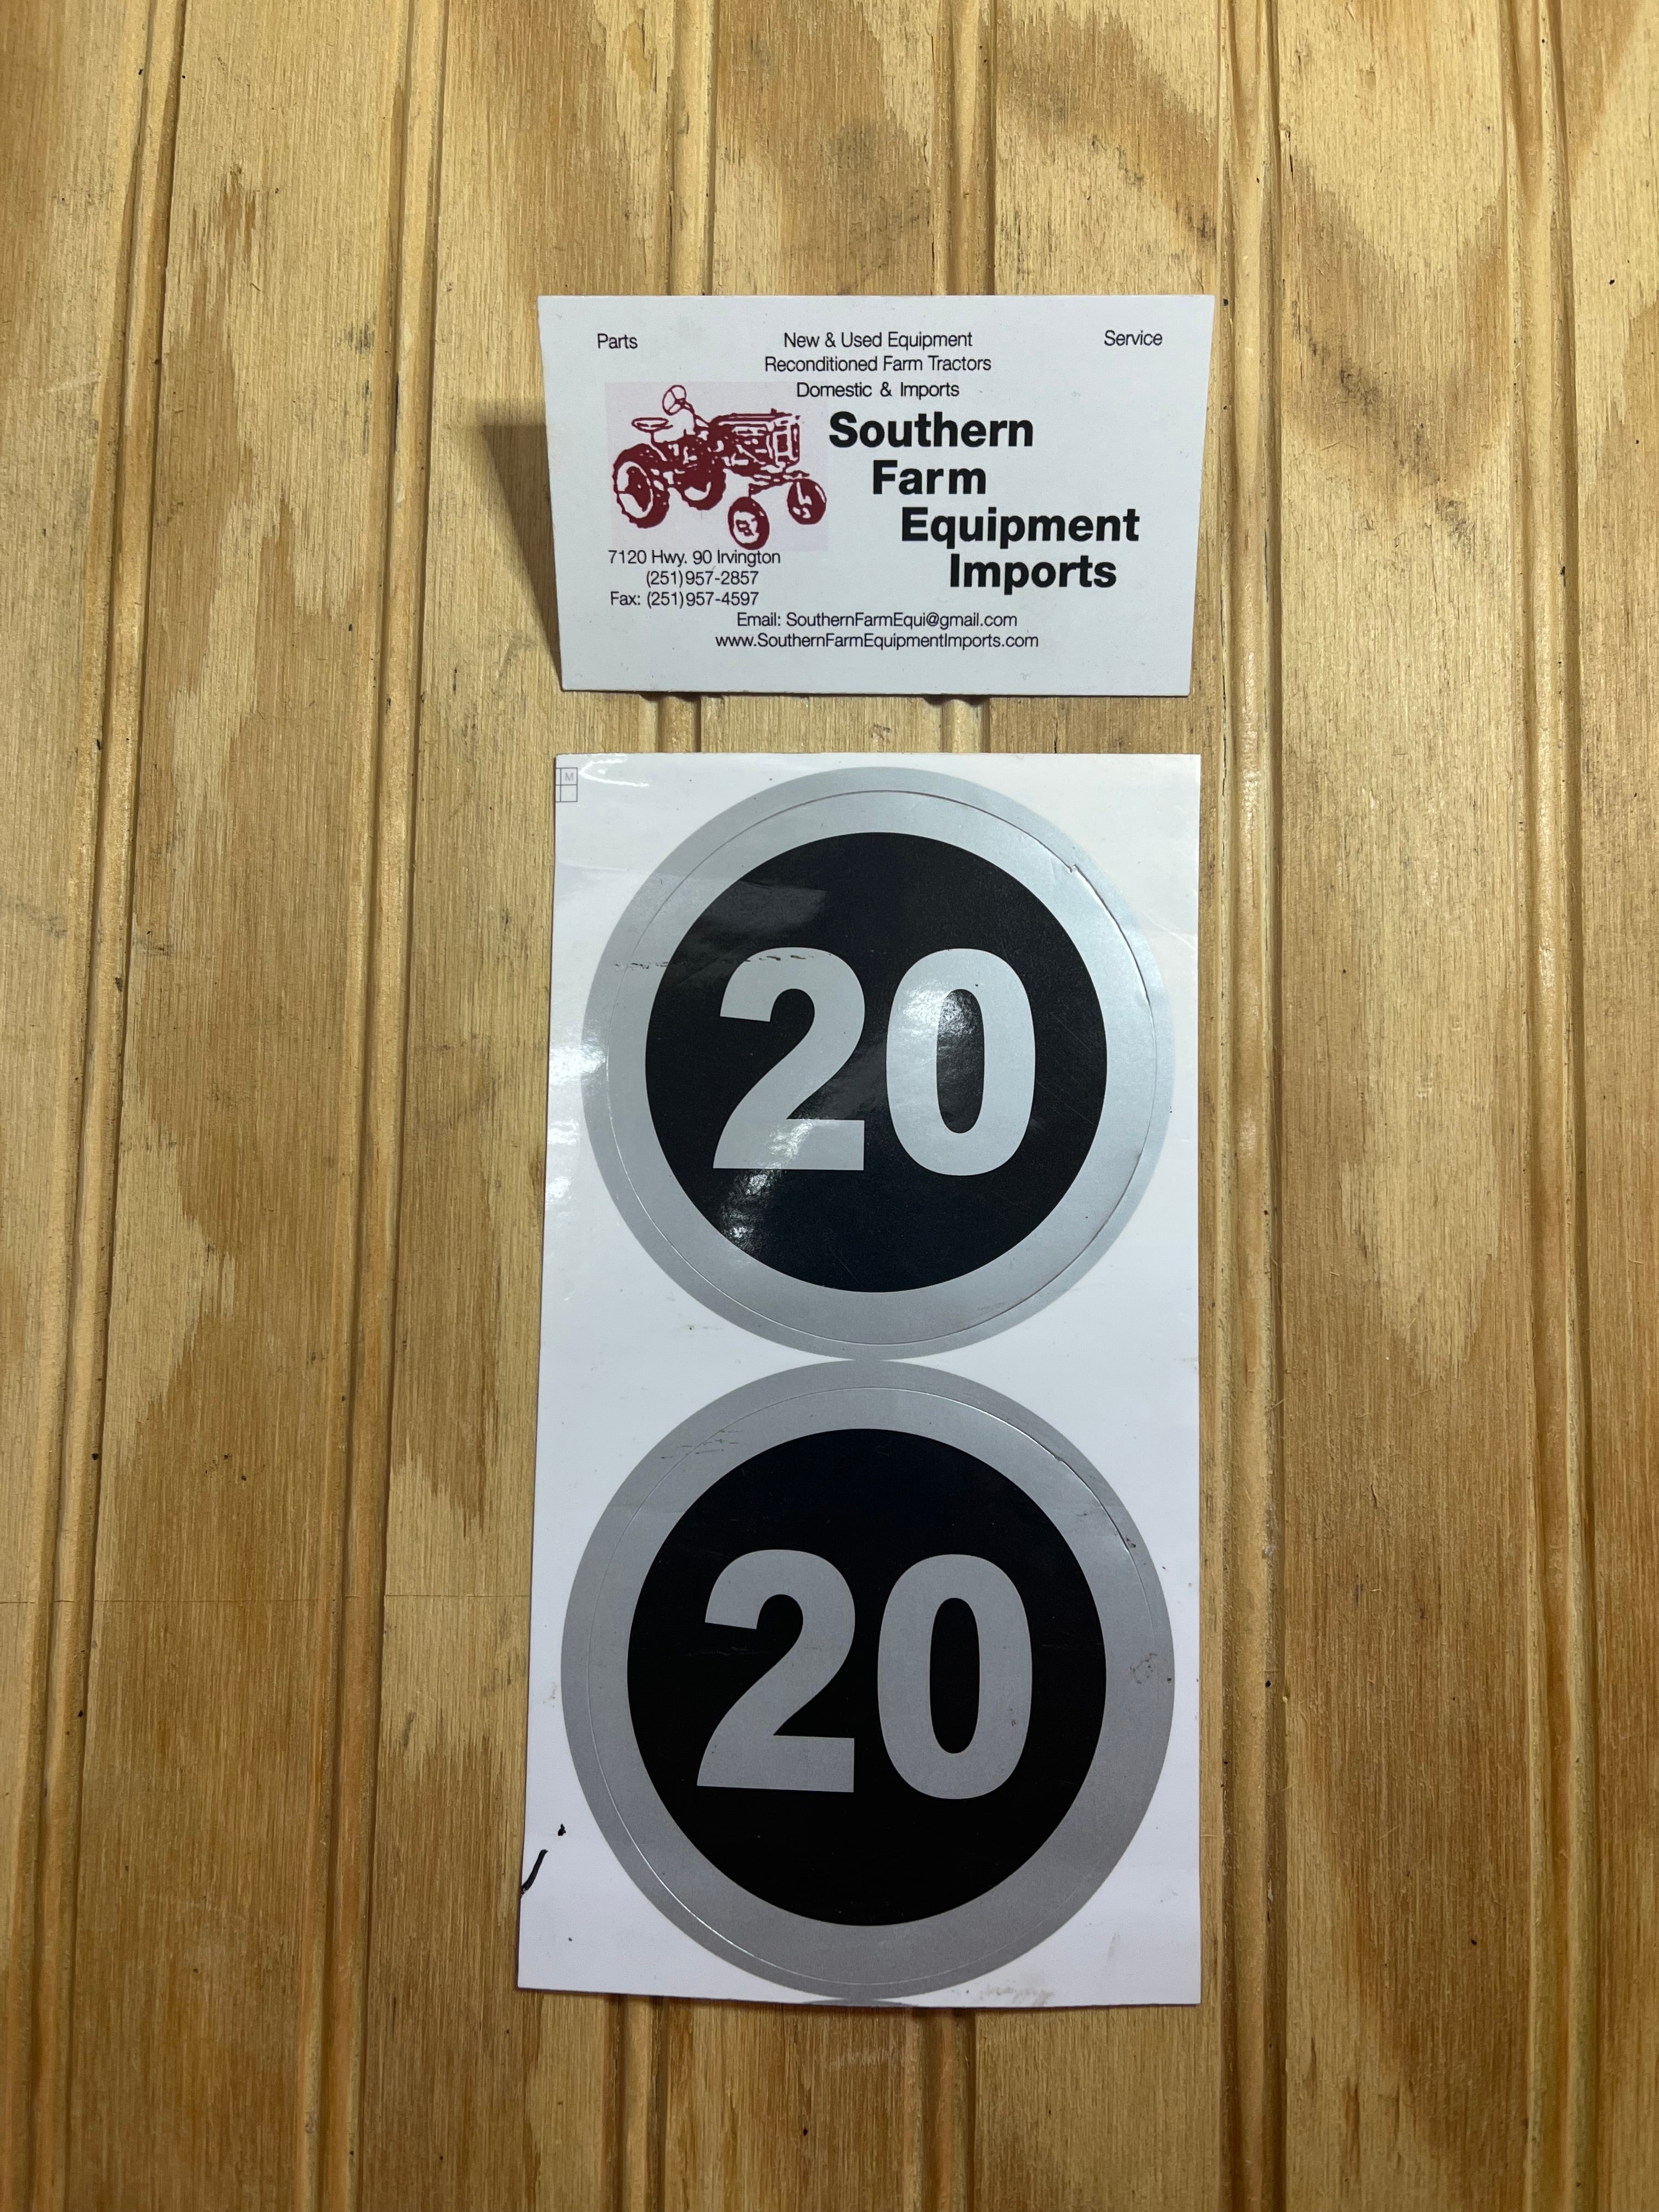 Parts
New & Used Equipment
Service
Reconditioned Farm Tractors
Domestic & Imports
Southern
Farm
Equipment
Imports
7120 Hwy. 90 Irvington
(251)957-2857
Fax: (251)957-4597
Email: SouthernFarmEqui@gmail.com
www.SouthernFarmEquipmentImports.com
M
20
20